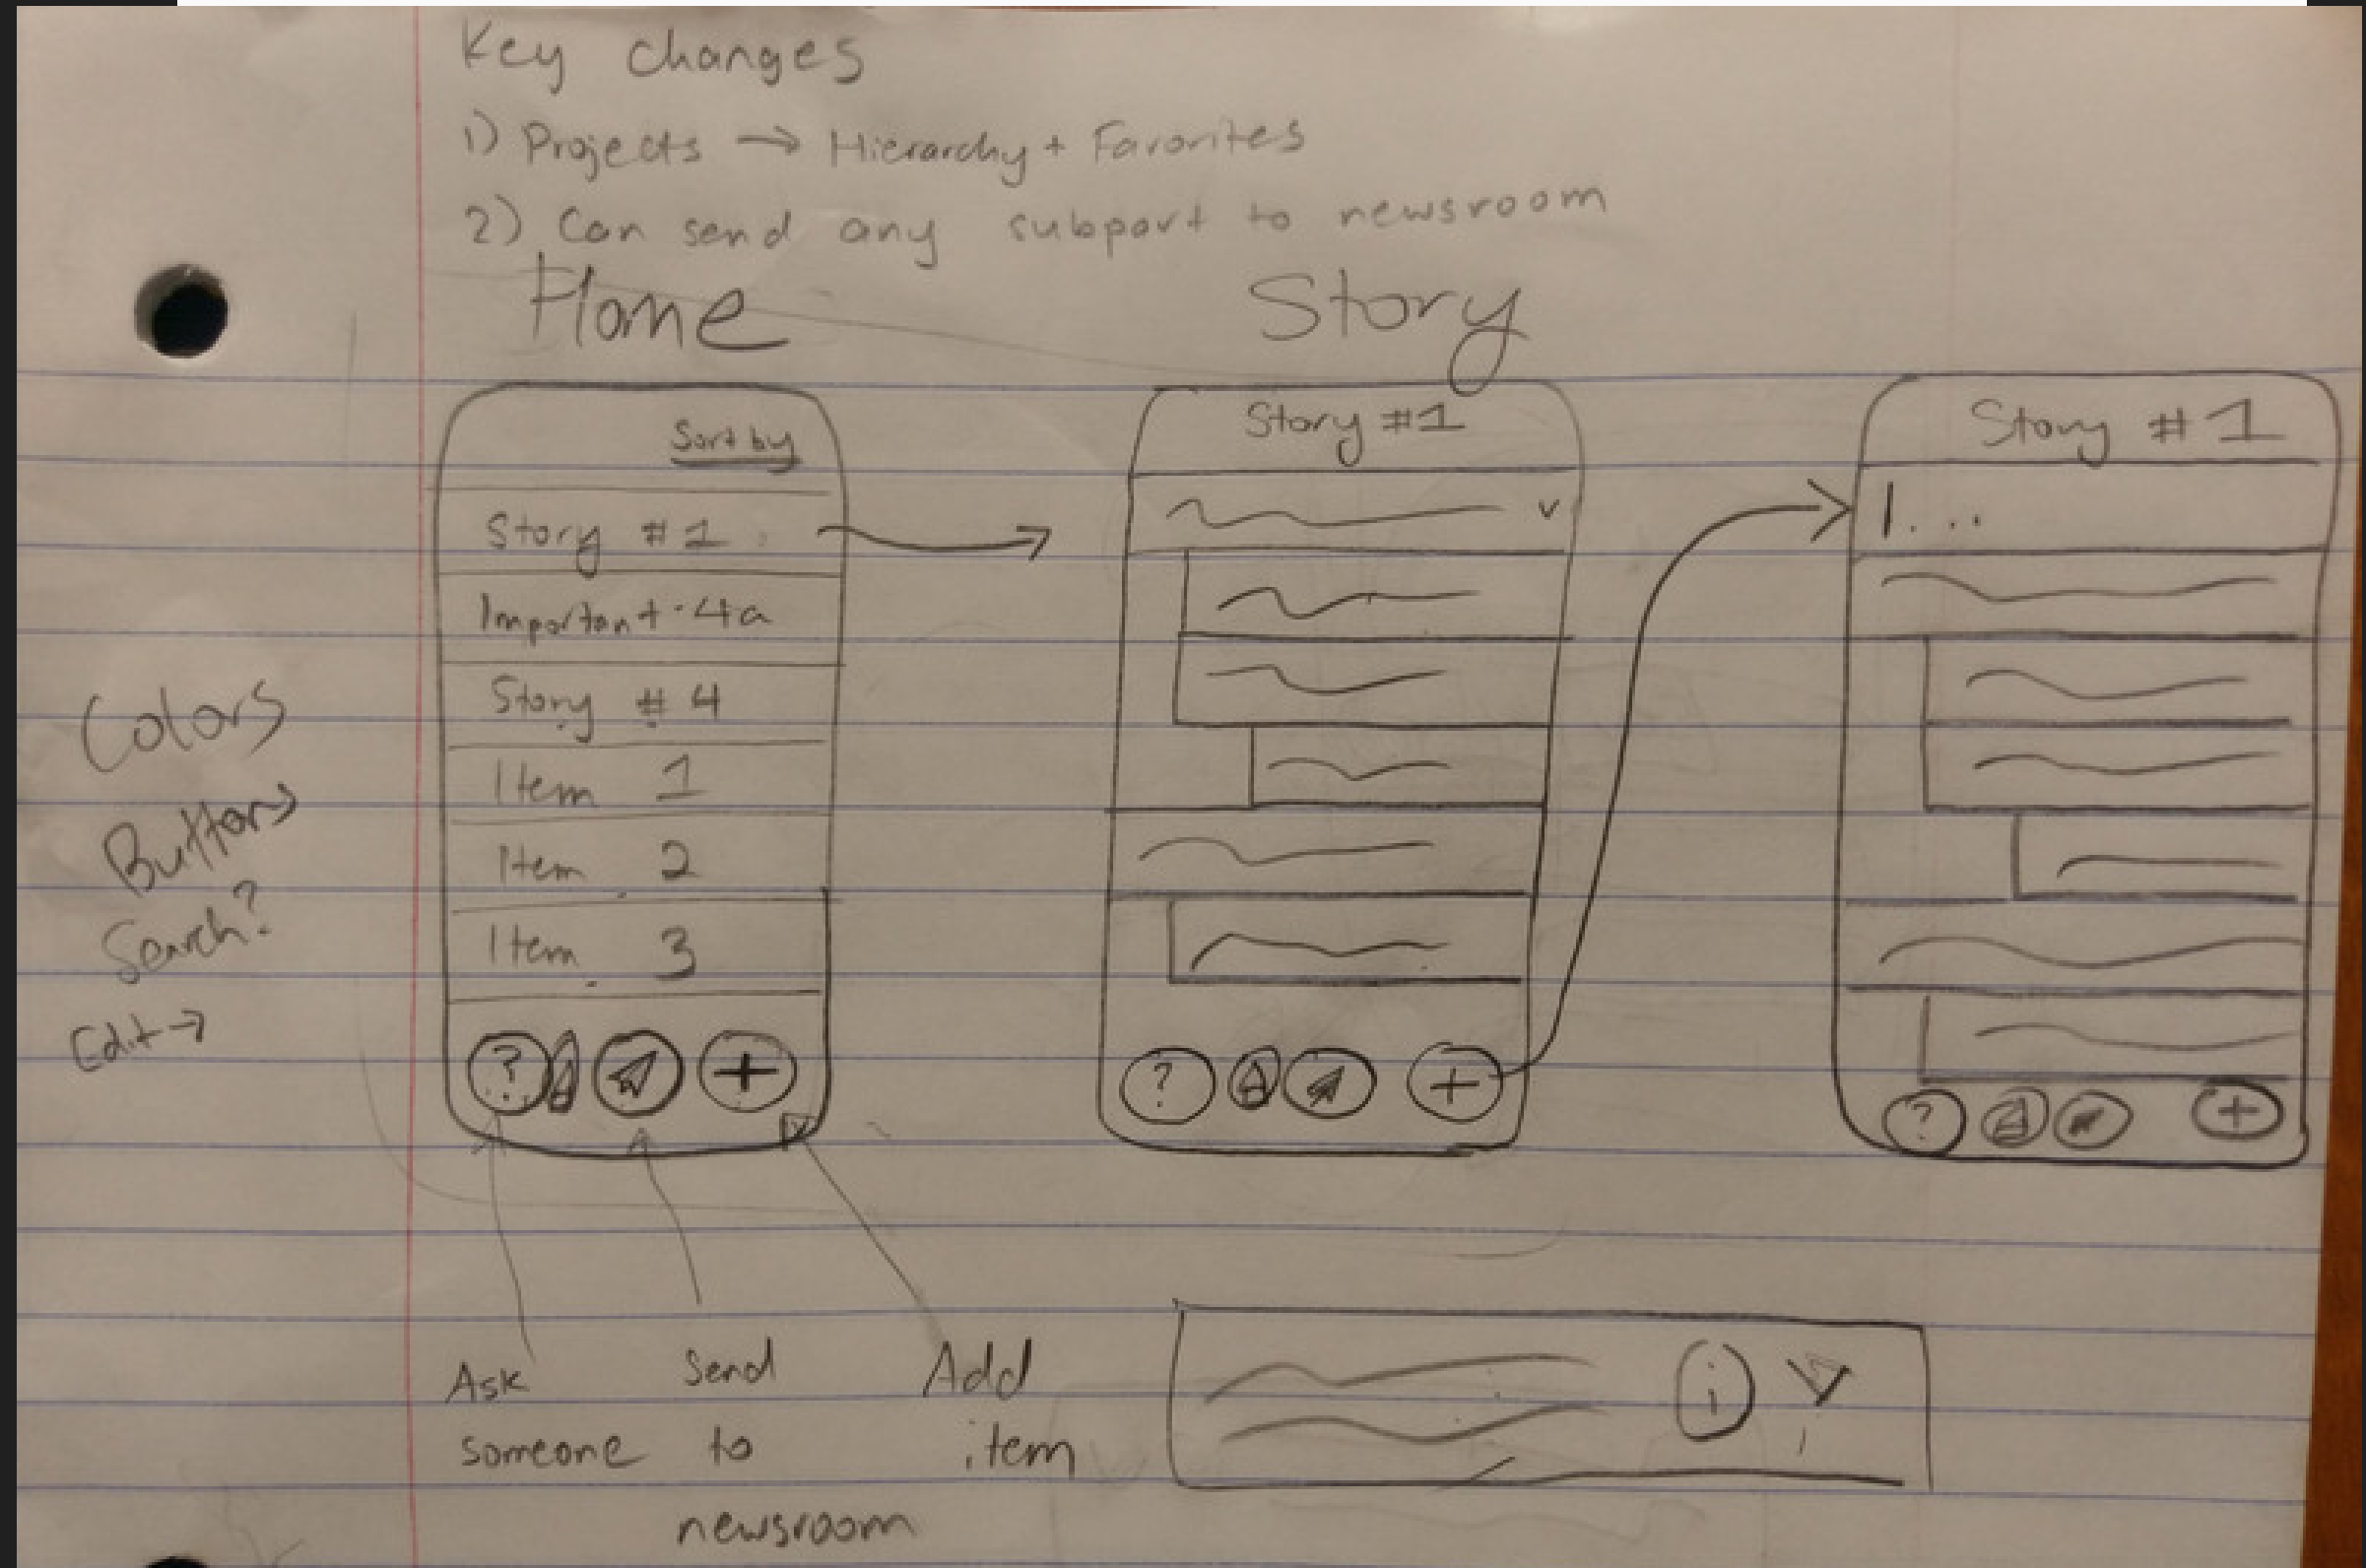 Key changes
1) Projects → Hierarchy + Favorites
2) Can send any subpart to newsroom
Home
Story
Sort by
Story #1
Important · 4a
Story #4
Item 1
Item 2
Item 3
?
+
Story #1
?
+
Story #1
...
?
+
Colors
Buttons
Search?
Edit →
Ask
someone
Send
to
newsroom
Add
item
i